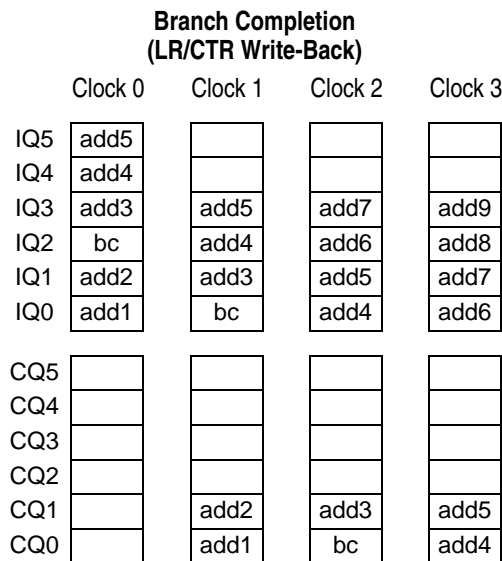 Branch Completion
(LR/CTR Write-Back)
Clock 0 Clock 1 Clock 2 Clock 3
IQ5 add5
IQ4 add4
IQ3 add3 add5 add7 add9
IQ2 bc add4 add6 add8
IQ1 add2 add3 add5 add7
IQ0 add1 bc add4 add6
CQ5
CQ4
CQ3
CQ2
CQ1 add2 add3 add5
CQ0 add1 bc add4